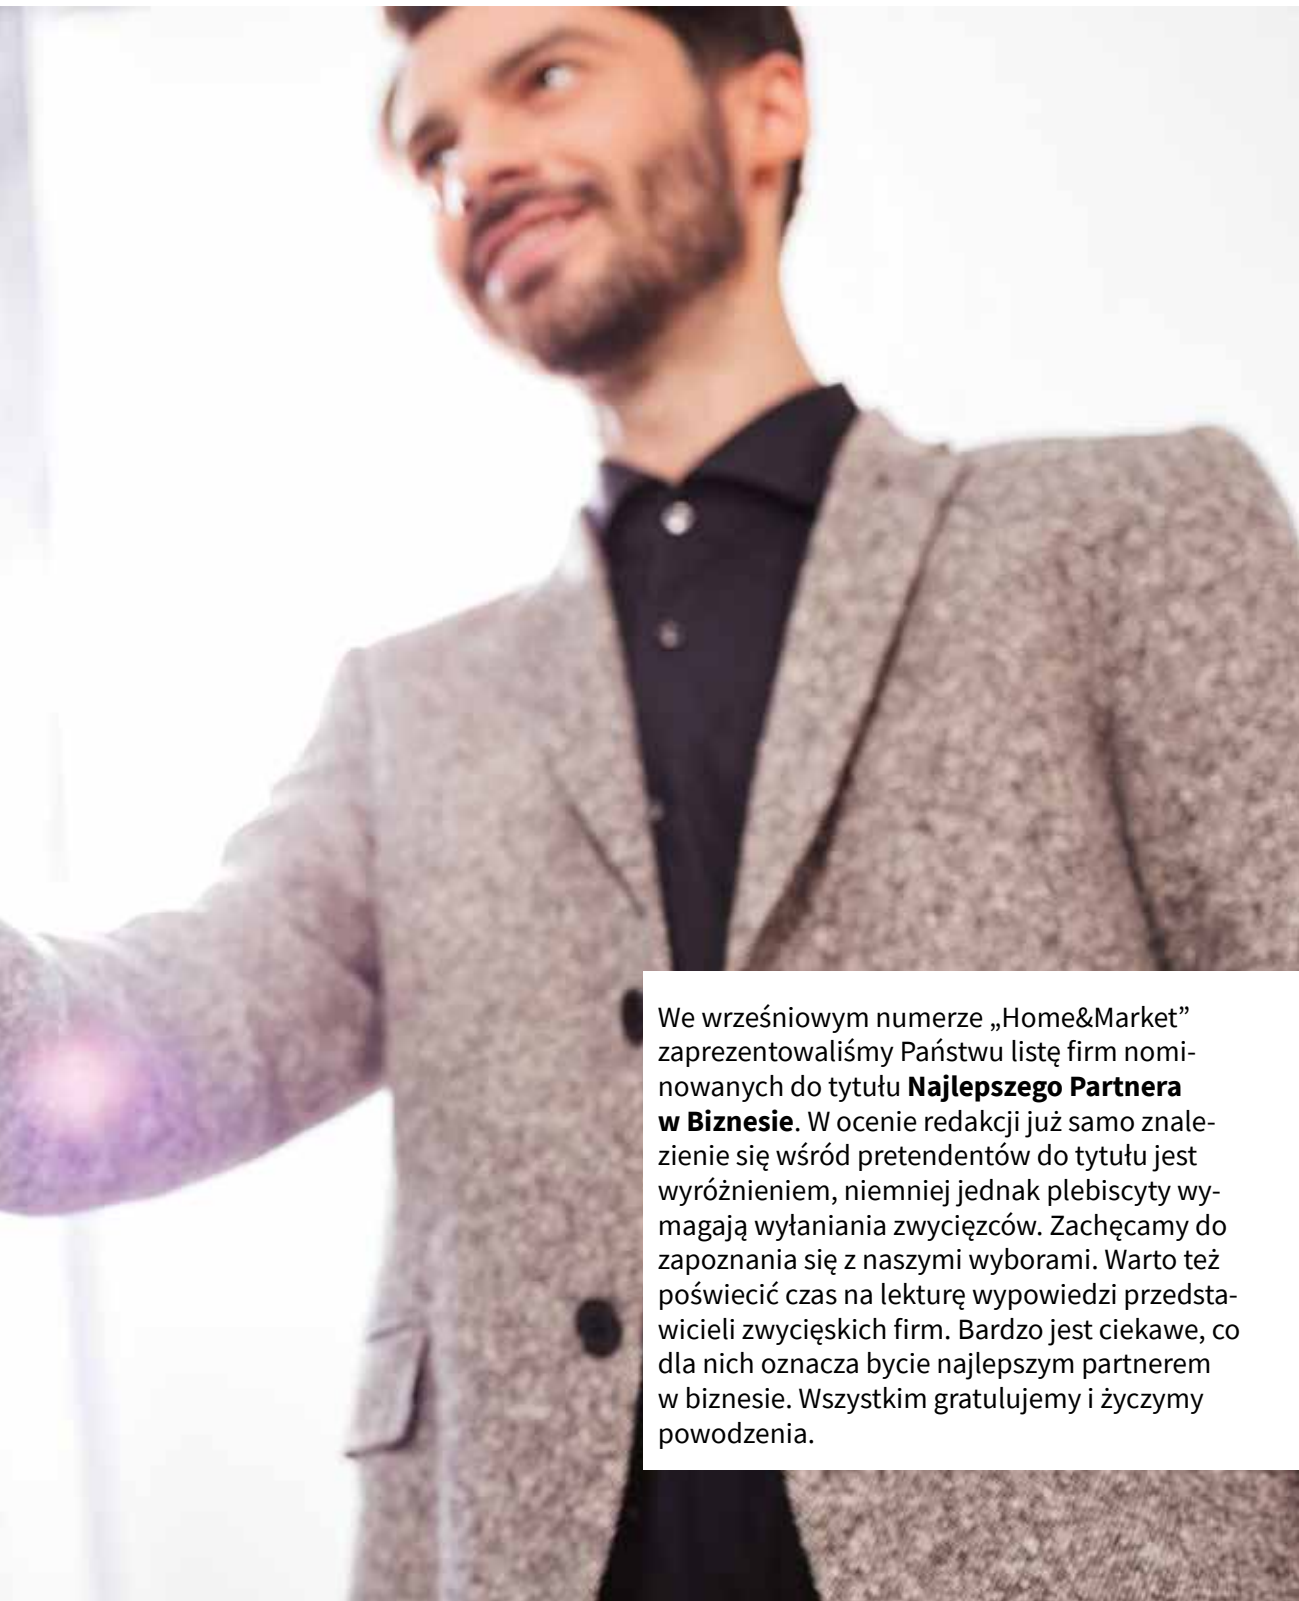 We wrześniowym numerze „Home&Market”
zaprezentowaliśmy Państwu listę firm nomi-
nowanych do tytułu Najlepszego Partnera
w Biznesie. W ocenie redakcji już samo znale-
zienie się wśród pretendentów do tytułu jest
wyróżnieniem, niemniej jednak plebiscyty wy-
magają wyłaniania zwycięzców. Zachęcamy do
zapoznania się z naszymi wyborami. Warto też
poświecić czas na lekturę wypowiedzi przedsta-
wicieli zwycięskich firm. Bardzo jest ciekawe, co
dla nich oznacza bycie najlepszym partnerem
w biznesie. Wszystkim gratulujemy i życzymy
powodzenia.